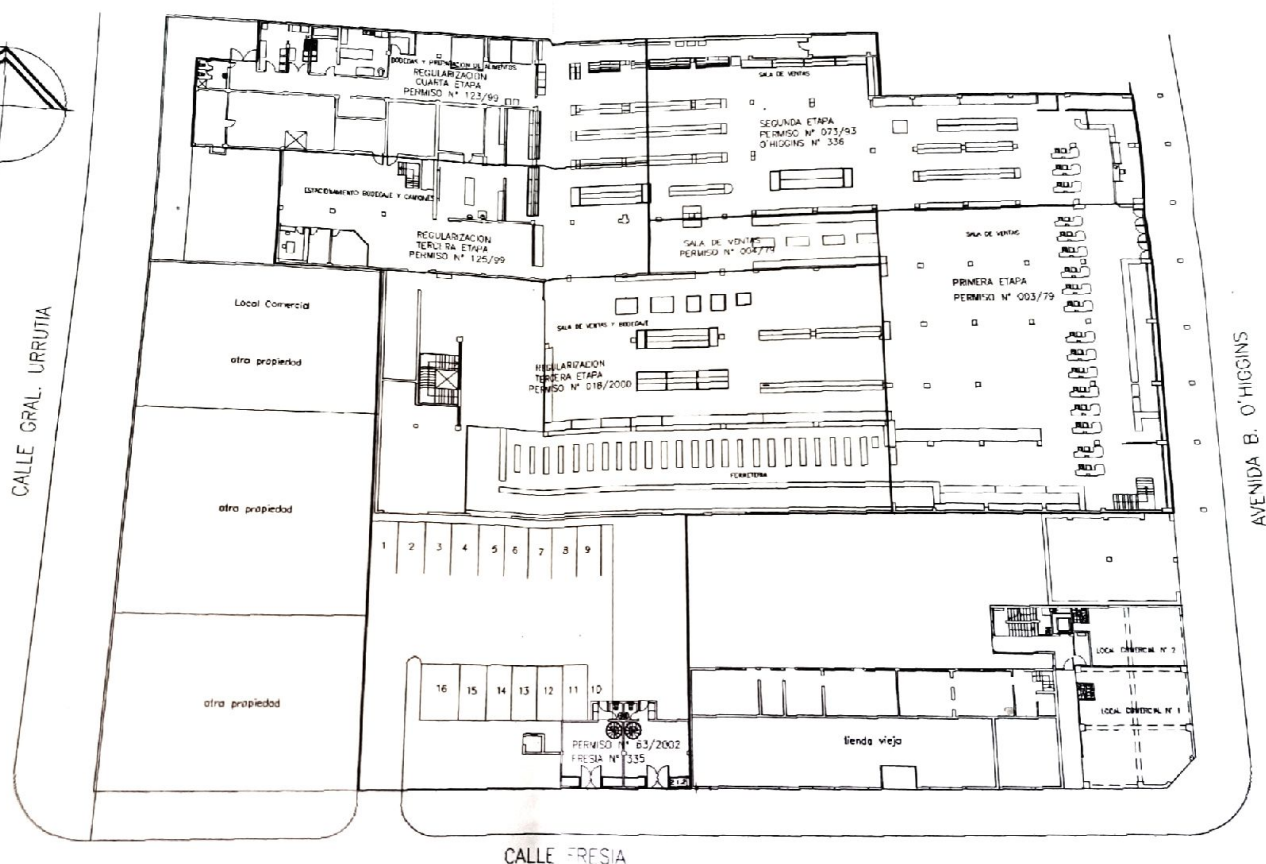 BODEGAS Y PREPARACION DE ALIMENTOS
REGULARIZACION
CUARTA ETAPA
PERMISO N° 123/99
SALA DE VENTAS
SEGUNDA ETAPA
PERMISO N° 073/93
O'HIGGINS N° 336
ESTACIONAMIENTO BODEGAJE Y CAMIONES
REGULARIZACION
TERCERA ETAPA
PERMISO N° 125/99
SALA DE VENTAS
PERMISO N° 004/79
SALA DE VENTAS
PRIMERA ETAPA
PERMISO N° 003/79
Local Comercial
otra propiedad
SALA DE VENTAS Y BODEGAJE
REGULARIZACION
TERCERA ETAPA
PERMISO N° 018/2000
FERRETERIA
CALLE GRAL. URRUTIA
AVENIDA B. O'HIGGINS
otra propiedad
1 2 3 4 5 6 7 8 9
otra propiedad
16 15 14 13 12 11 10
PERMISO N° 63/2002
FRESIA N° 335
tienda vieja
LOCAL COMERCIAL N° 2
LOCAL COMERCIAL N° 1
CALLE FRESIA